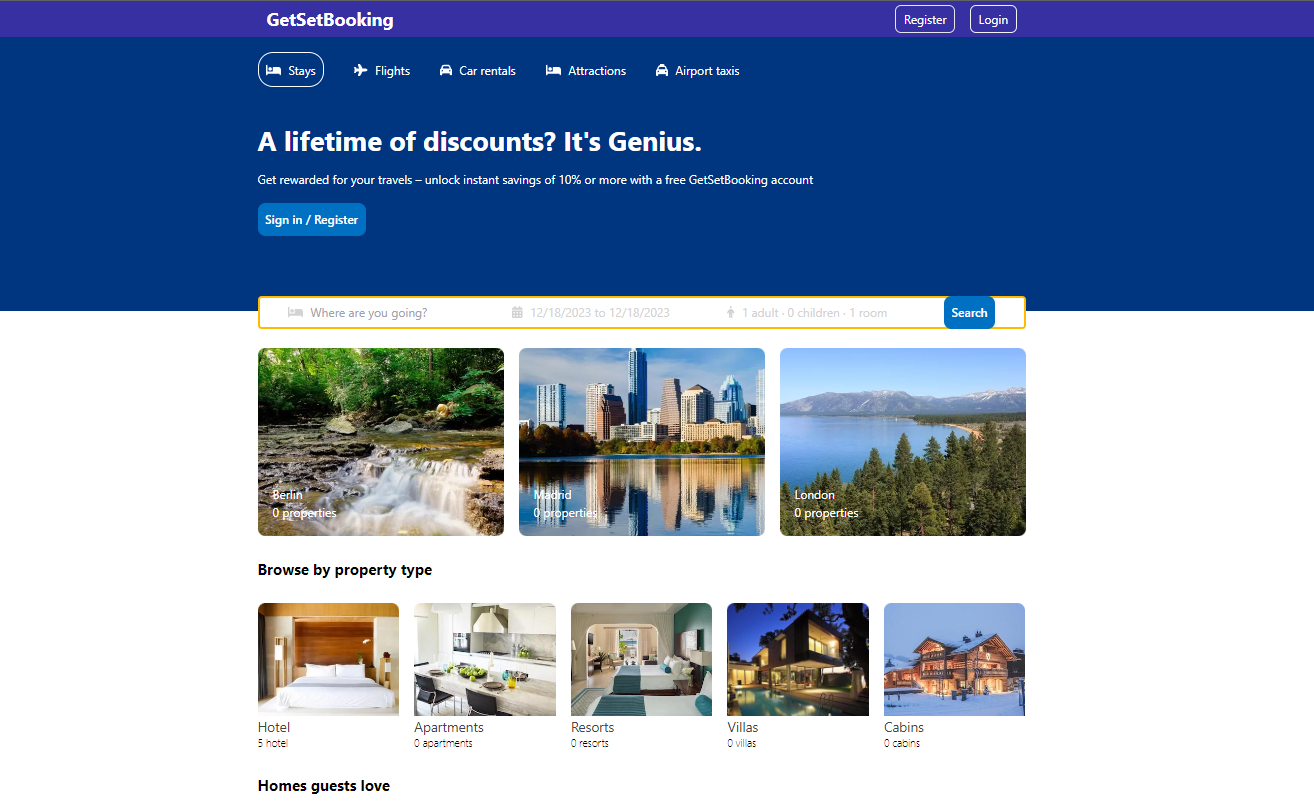 GetSetBooking
Register
Login
Stays
Flights
Car rentals
Attractions
Airport taxis
A lifetime of discounts? It's Genius.
Get rewarded for your travels – unlock instant savings of 10% or more with a free GetSetBooking account
Sign in / Register
Where are you going?
12/18/2023 to 12/18/2023
1 adult · 0 children · 1 room
Search
Berlin
0 properties
Madrid
0 properties
London
0 properties
Browse by property type
Hotel
5 hotel
Apartments
0 apartments
Resorts
0 resorts
Villas
0 villas
Cabins
0 cabins
Homes guests love